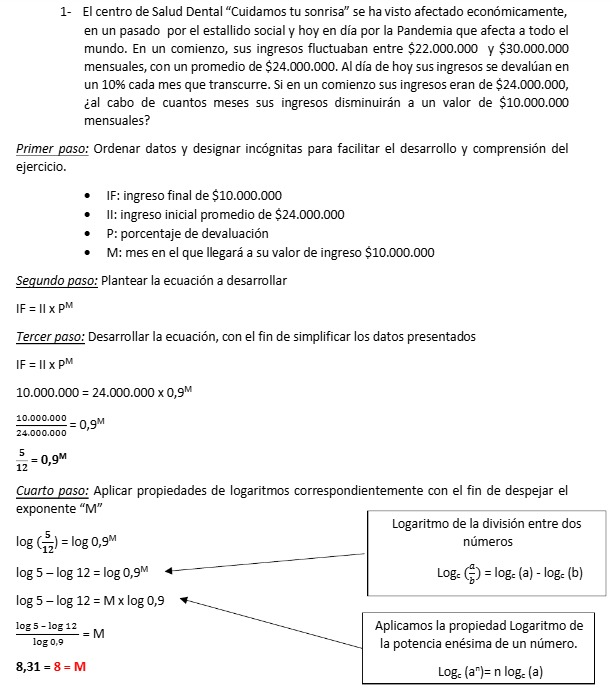 1- El centro de Salud Dental “Cuidamos tu sonrisa” se ha visto afectado económicamente,
en un pasado por el estallido social y hoy en día por la Pandemia que afecta a todo el
mundo. En un comienzo, sus ingresos fluctuaban entre $22.000.000 y $30.000.000
mensuales, con un promedio de $24.000.000. Al día de hoy sus ingresos se devalúan en
un 10% cada mes que transcurre. Si en un comienzo sus ingresos eran de $24.000.000,
¿al cabo de cuantos meses sus ingresos disminuirán a un valor de $10.000.000
mensuales?
Primer paso: Ordenar datos y designar incógnitas para facilitar el desarrollo y comprensión del
ejercicio.
• IF: ingreso final de $10.000.000
• II: ingreso inicial promedio de $24.000.000
• P: porcentaje de devaluación
• M: mes en el que llegará a su valor de ingreso $10.000.000
Segundo paso: Plantear la ecuación a desarrollar
IF = II x P^M
Tercer paso: Desarrollar la ecuación, con el fin de simplificar los datos presentados
IF = II x P^M
10.000.000 = 24.000.000 x 0,9^M
10.000.000/24.000.000 = 0,9^M
5/12 = 0,9^M
Cuarto paso: Aplicar propiedades de logaritmos correspondientemente con el fin de despejar el
exponente “M”
log (5/12) = log 0,9^M
log 5 – log 12 = log 0,9^M
log 5 – log 12 = M x log 0,9
log 5 – log 12/log 0,9 = M
8,31 = 8 = M
Logaritmo de la división entre dos
números
Log_c (a/b) = log_c (a) - log_c (b)
Aplicamos la propiedad Logaritmo de
la potencia enésima de un número.
Log_c (a^n)= n log_c (a)